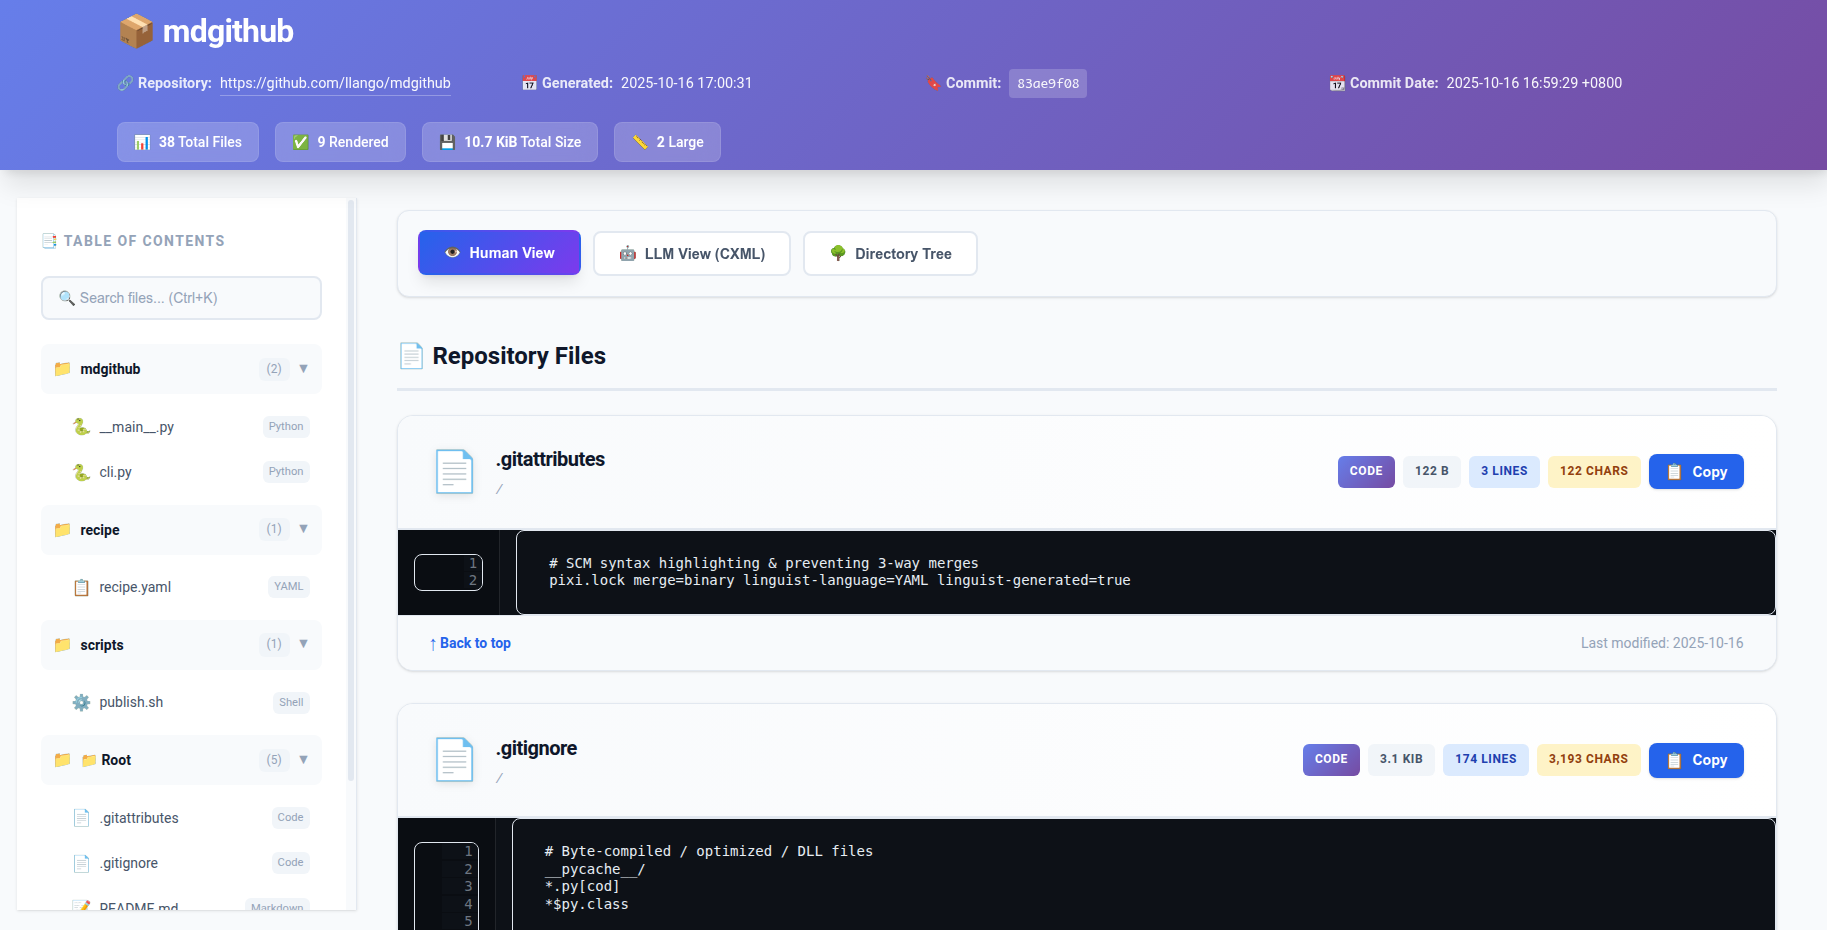 📦 mdgithub
🔗 Repository: https://github.com/llango/mdgithub
📅 Generated: 2025-10-16 17:00:31
🔖 Commit: 83ae9f08
📆 Commit Date: 2025-10-16 16:59:29 +0800
📊 38 Total Files
✅ 9 Rendered
💾 10.7 KiB Total Size
📏 2 Large
📑 TABLE OF CONTENTS
🔍 Search files... (Ctrl+K)
📁 mdgithub (2) ▼
🐍 __main__.py Python
🐍 cli.py Python
📁 recipe (1) ▼
📋 recipe.yaml YAML
📁 scripts (1) ▼
⚙️ publish.sh Shell
📁 📁 Root (5) ▼
📄 .gitattributes Code
📄 .gitignore Code
📝 README.md Markdown
👁️ Human View
🤖 LLM View (CXML)
🌳 Directory Tree
📄 Repository Files
📄 .gitattributes
/
CODE
122 B
3 LINES
122 CHARS
📋 Copy
1 # SCM syntax highlighting & preventing 3-way merges
2 pixi.lock merge=binary linguist-language=YAML linguist-generated=true
↑ Back to top
Last modified: 2025-10-16
📄 .gitignore
/
CODE
3.1 KIB
174 LINES
3,193 CHARS
📋 Copy
1 # Byte-compiled / optimized / DLL files
2 __pycache__/
3 *.py[cod]
4 *$py.class
5